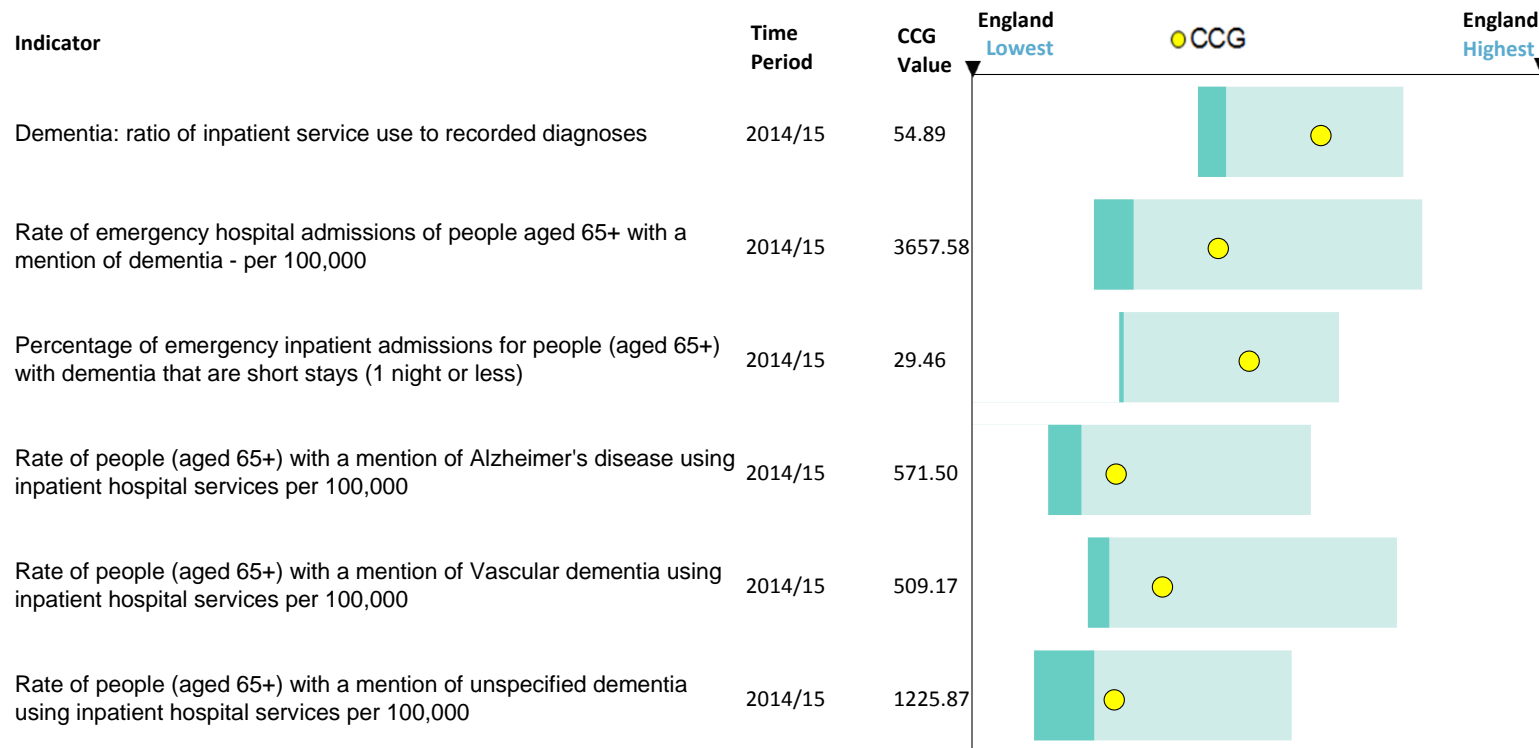 Indicator
Time
Period
CCG
Value
England
Lowest
CCG
England
Highest
Dementia: ratio of inpatient service use to recorded diagnoses 2014/15 54.89
Rate of emergency hospital admissions of people aged 65+ with a
mention of dementia - per 100,000
2014/15 3657.58
Percentage of emergency inpatient admissions for people (aged 65+)
with dementia that are short stays (1 night or less)
2014/15 29.46
Rate of people (aged 65+) with a mention of Alzheimer's disease using
inpatient hospital services per 100,000
2014/15 571.50
Rate of people (aged 65+) with a mention of Vascular dementia using
inpatient hospital services per 100,000
2014/15 509.17
Rate of people (aged 65+) with a mention of unspecified dementia
using inpatient hospital services per 100,000
2014/15 1225.87